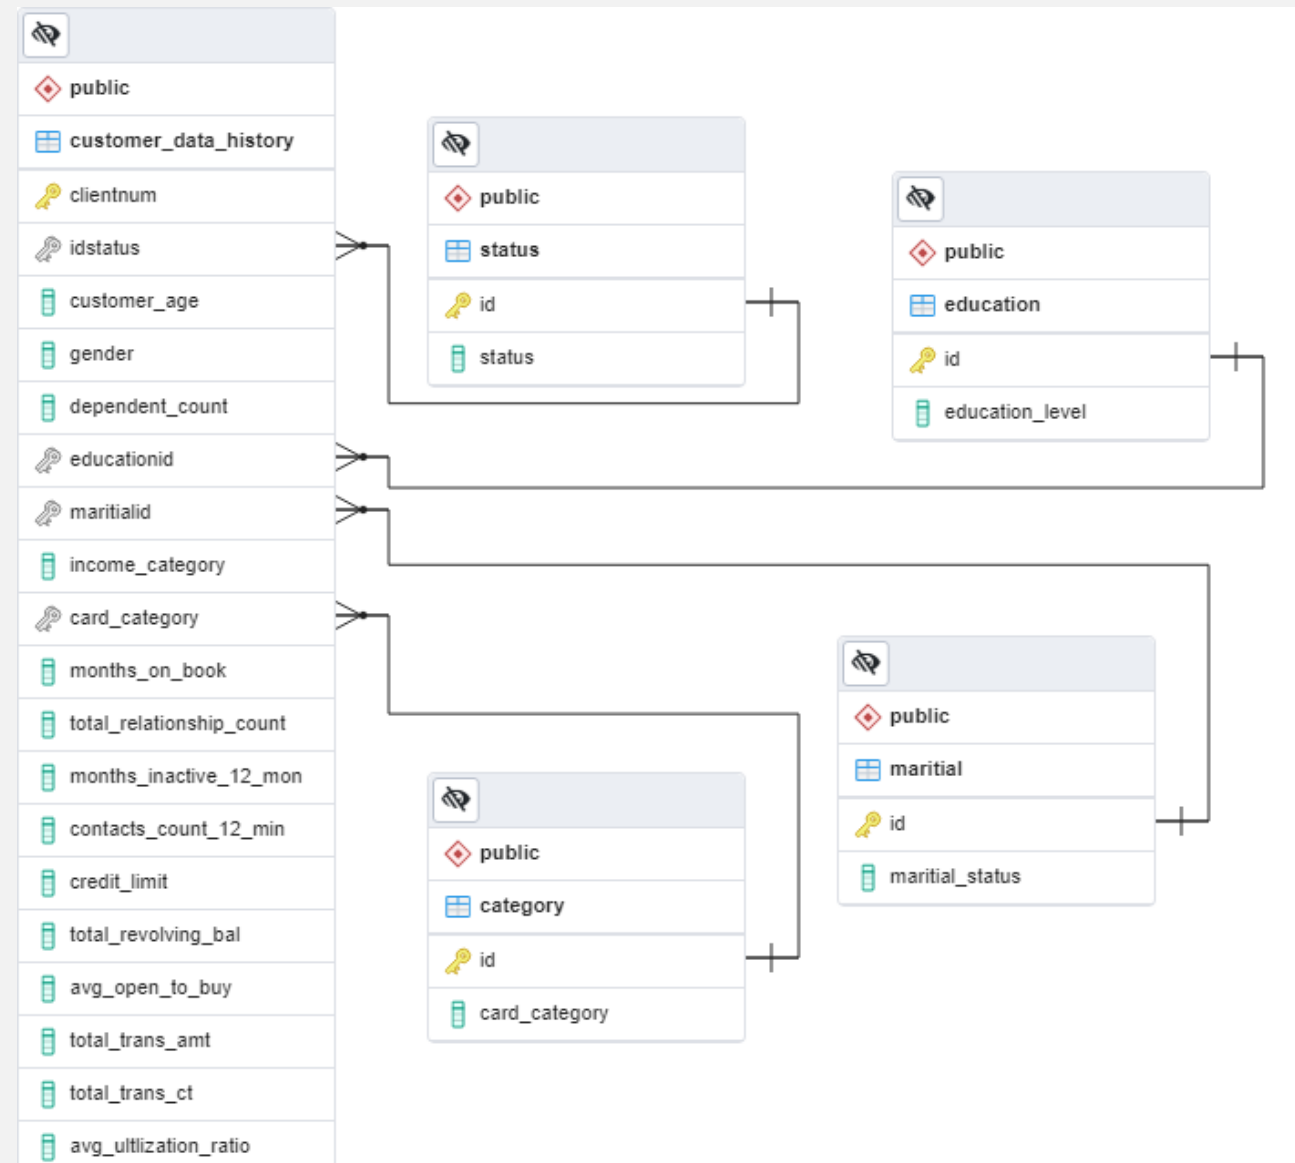 public
customer_data_history
clientnum
idstatus
customer_age
gender
dependent_count
educationid
maritialid
income_category
card_category
months_on_book
total_relationship_count
months_inactive_12_mon
contacts_count_12_min
credit_limit
total_revolving_bal
avg_open_to_buy
total_trans_amt
total_trans_ct
avg_ultlization_ratio
public
status
id
status
public
education
id
education_level
public
category
id
card_category
public
maritial
id
maritial_status